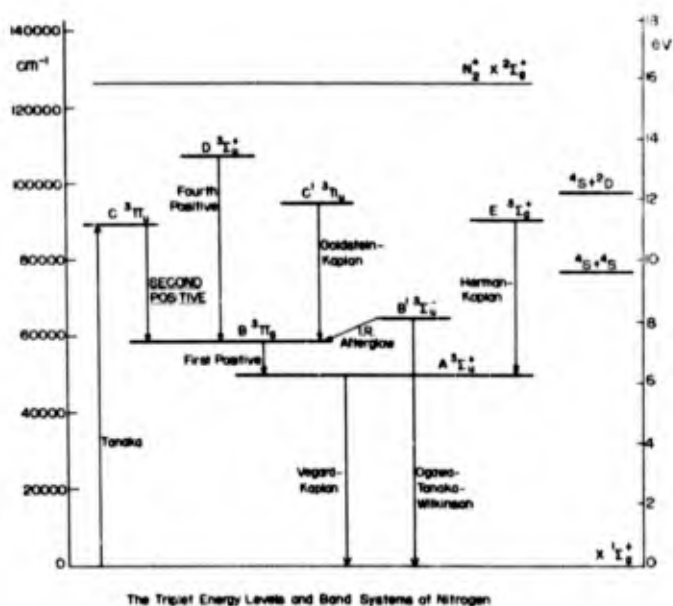 140000
cm⁻¹
120000
100000
80000
60000
40000
20000
0
18
eV
16
14
12
10
8
6
4
2
0
N₂⁺ X ²Σg⁺
D ³Σu⁺
C ³Πu
Fourth
Positive
C' ³Πu
E ³Σg⁺
⁴S+²D
⁴S+⁴S
SECOND
POSITIVE
Goldstein-
Kaplan
Herman-
Kaplan
B ³Πg
B' ³Σu⁻
I.R.
Afterglow
First Positive
A ³Σu⁺
Tanaka
Vegard-
Kaplan
Ogawa-
Tanaka-
Wilkinson
X ¹Σg⁺
The Triplet Energy Levels and Band Systems of Nitrogen